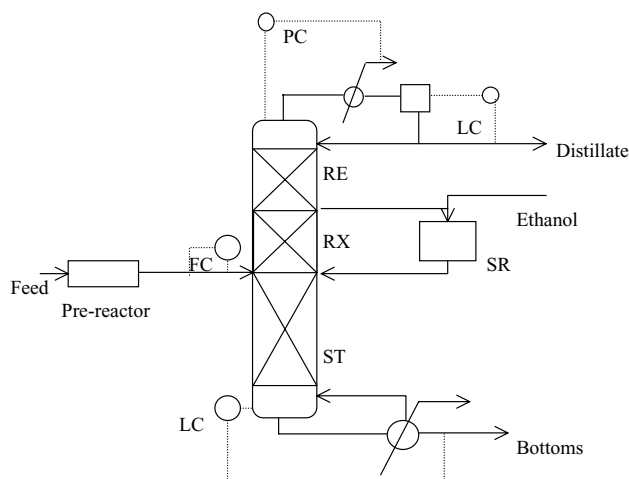 PC
LC
Distillate
RE
Ethanol
RX
FC
SR
Feed
Pre-reactor
ST
LC
Bottoms